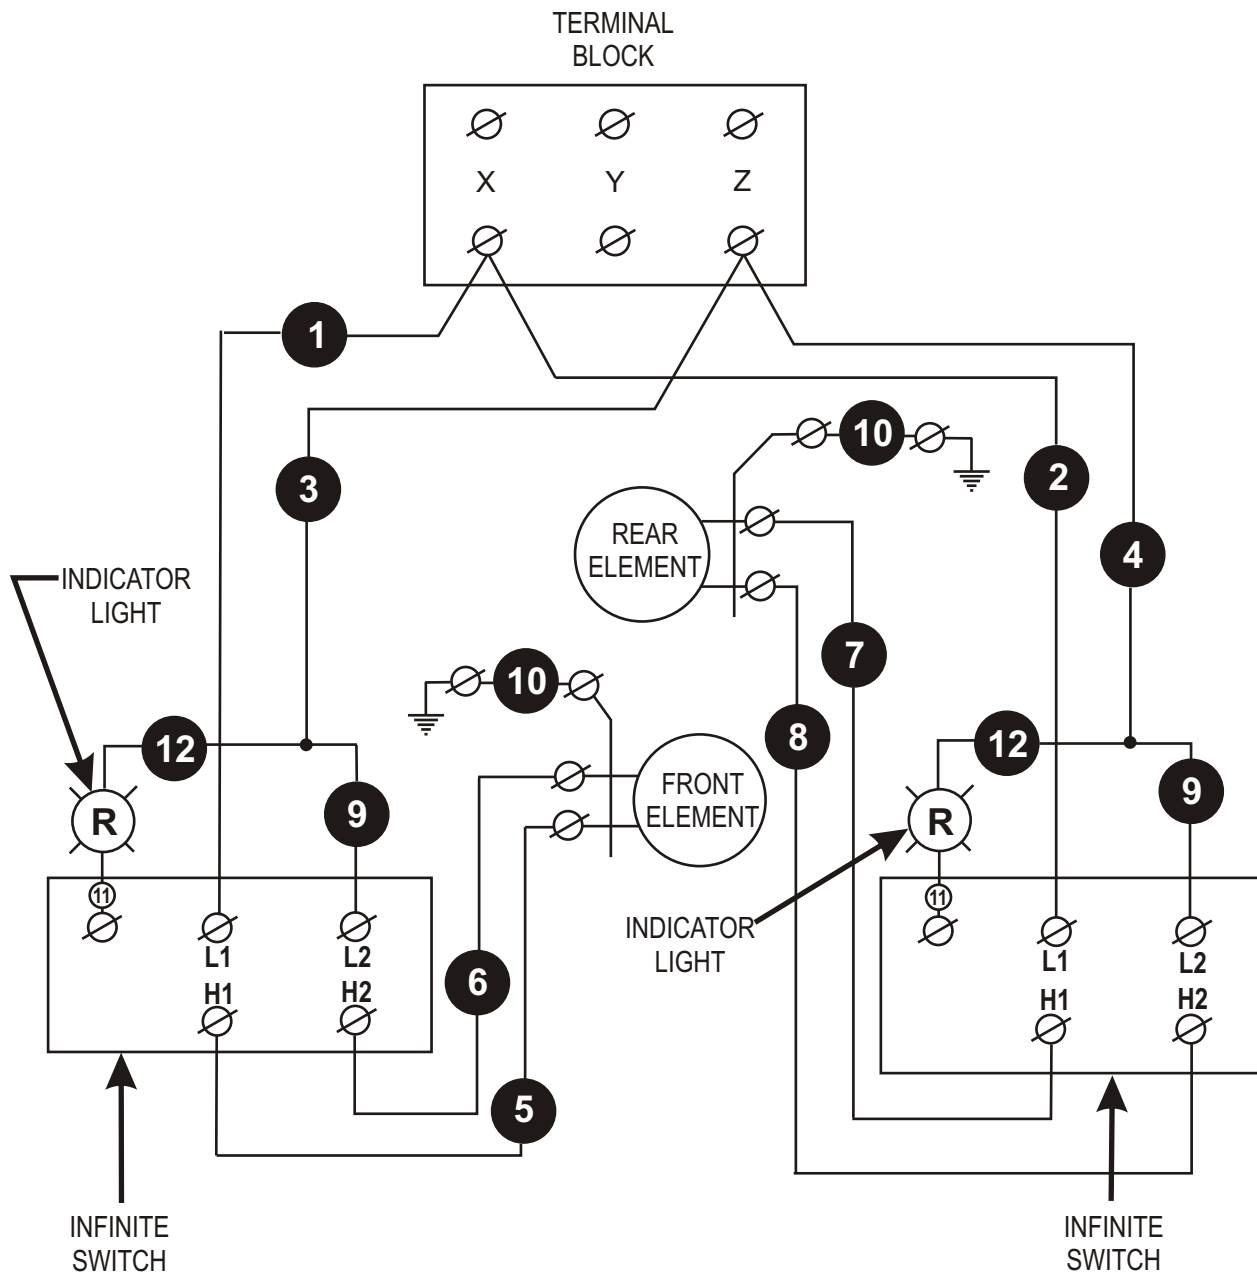 TERMINAL
BLOCK
X Y Z
1
2
3
4
10
REAR
ELEMENT
INDICATOR
LIGHT
7
10
8
12
12
FRONT
ELEMENT
9
9
R
R
11
11
INDICATOR
LIGHT
L1 L2
H1 H2
L1 L2
H1 H2
6
5
INFINITE
SWITCH
INFINITE
SWITCH